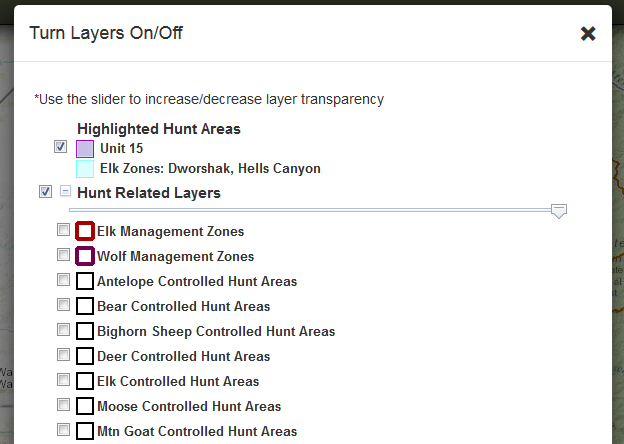 Turn Layers On/Off
*Use the slider to increase/decrease layer transparency
Highlighted Hunt Areas
Unit 15
Elk Zones: Dworshak, Hells Canyon
Hunt Related Layers
Elk Management Zones
Wolf Management Zones
Antelope Controlled Hunt Areas
Bear Controlled Hunt Areas
Bighorn Sheep Controlled Hunt Areas
Deer Controlled Hunt Areas
Elk Controlled Hunt Areas
Moose Controlled Hunt Areas
Mtn Goat Controlled Hunt Areas